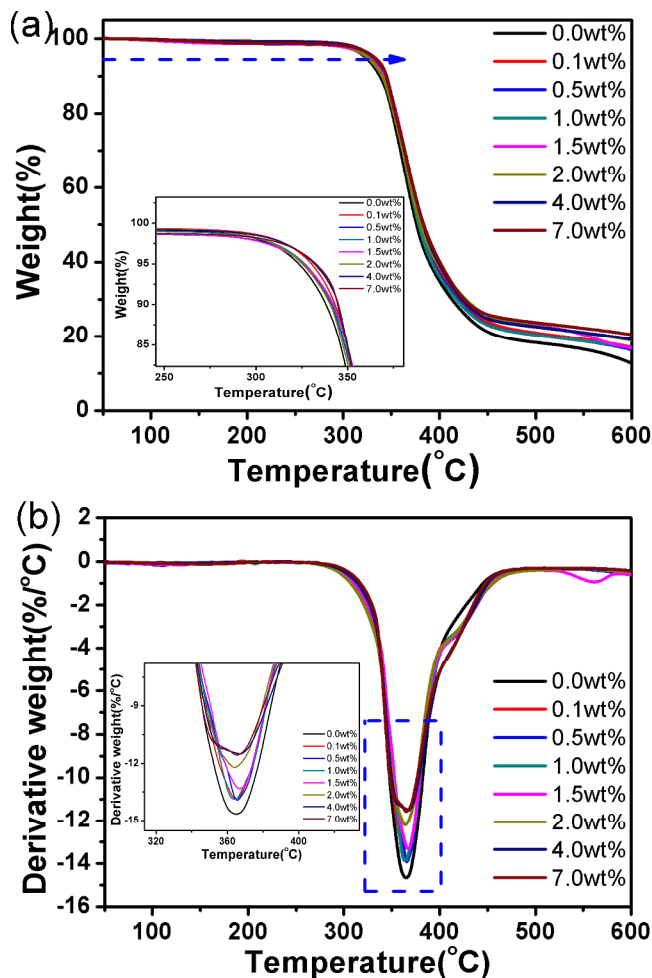 (a)
100
80
60
40
20
0
Weight(%)
100
200
300
400
500
600
Temperature(°C)
0.0wt%
0.1wt%
0.5wt%
1.0wt%
1.5wt%
2.0wt%
4.0wt%
7.0wt%
100
95
90
85
Weight(%)
250
300
350
Temperature(°C)
0.0wt%
0.1wt%
0.5wt%
1.0wt%
1.5wt%
2.0wt%
4.0wt%
7.0wt%
(b)
2
0
-2
-4
-6
-8
-10
-12
-14
-16
Derivative weight(%/°C)
100
200
300
400
500
600
Temperature(°C)
0.0wt%
0.1wt%
0.5wt%
1.0wt%
1.5wt%
2.0wt%
4.0wt%
7.0wt%
-9
-12
-15
Derivative weight(%/°C)
320
360
400
Temperature(°C)
0.0wt%
0.1wt%
0.5wt%
1.0wt%
1.5wt%
2.0wt%
4.0wt%
7.0wt%